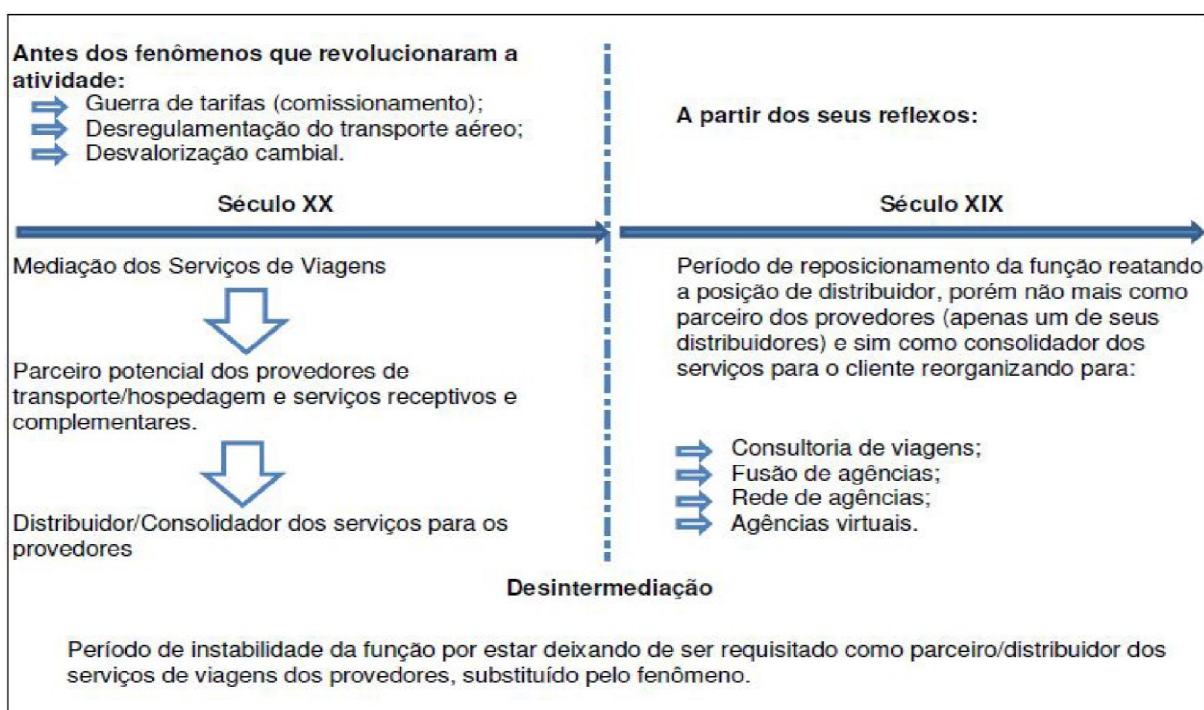 Antes dos fenômenos que revolucionaram a
atividade:
Guerra de tarifas (comissionamento);
Desregulamentação do transporte aéreo;
Desvalorização cambial.
Século XX
Mediação dos Serviços de Viagens
Parceiro potencial dos provedores de
transporte/hospedagem e serviços receptivos e
complementares.
Distribuidor/Consolidador dos serviços para os
provedores
A partir dos seus reflexos:
Século XIX
Período de reposicionamento da função reatando
a posição de distribuidor, porém não mais como
parceiro dos provedores (apenas um de seus
distribuidores) e sim como consolidador dos
serviços para o cliente reorganizando para:
Consultoria de viagens;
Fusão de agências;
Rede de agências;
Agências virtuais.
Desintermediação
Período de instabilidade da função por estar deixando de ser requisitado como parceiro/distribuidor dos
serviços de viagens dos provedores, substituído pelo fenômeno.